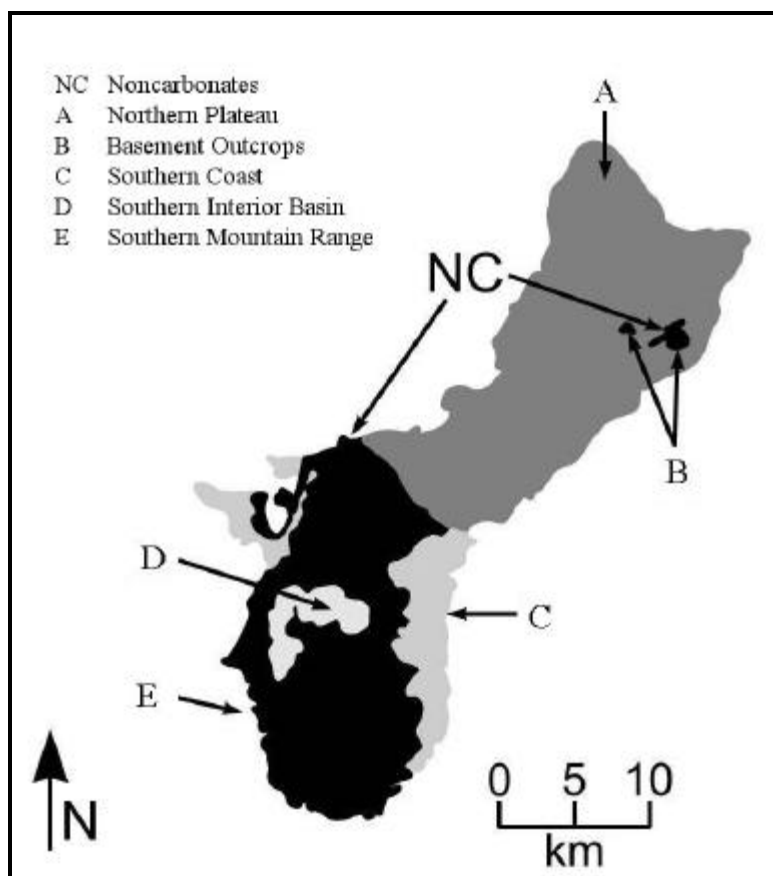 NC Noncarbonates
A Northern Plateau
B Basement Outcrops
C Southern Coast
D Southern Interior Basin
E Southern Mountain Range
A
NC
B
D
C
E
N
0 5 10
km